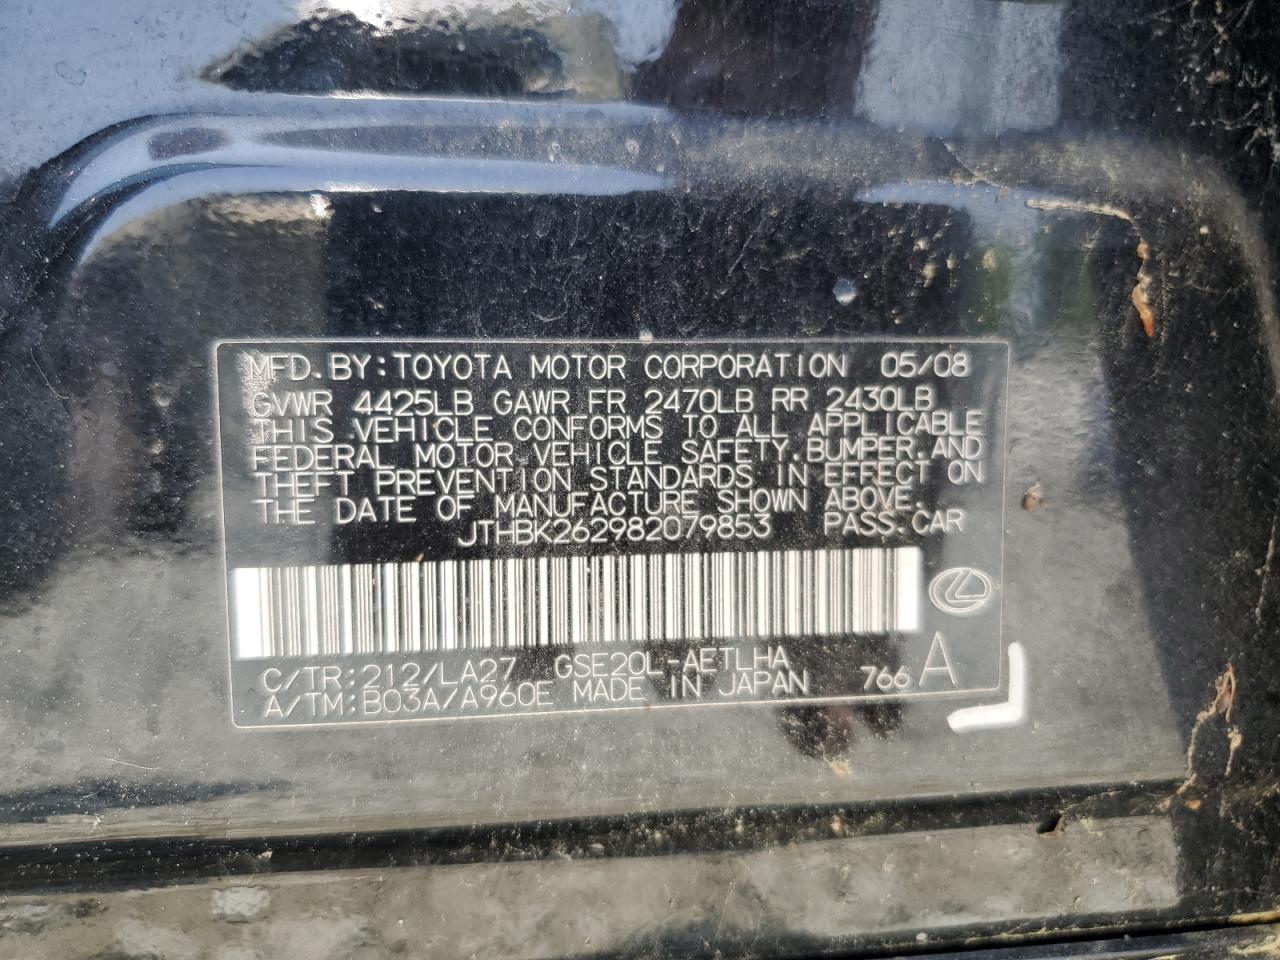 MFD. BY: TOYOTA MOTOR CORPORATION 05/08
GVWR 4425LB GAWR FR 2470LB RR 2430LB
THIS VEHICLE CONFORMS TO ALL APPLICABLE
FEDERAL MOTOR VEHICLE SAFETY, BUMPER, AND
THEFT PREVENTION STANDARDS IN EFFECT ON
THE DATE OF MANUFACTURE SHOWN ABOVE.
JTHBK262982079853 PASS. CAR
C/TR: 212/LA27 GSE20L-AETLHA
A/TM: B03A/A960E MADE IN JAPAN 766 A